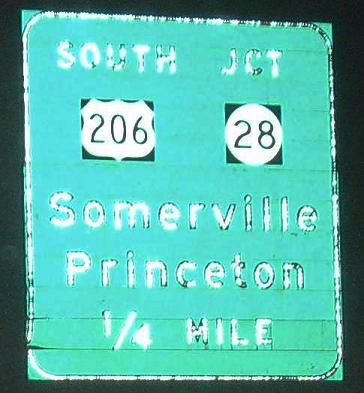 SOUTH JCT
206 28
Somerville
Princeton
1/4 MILE